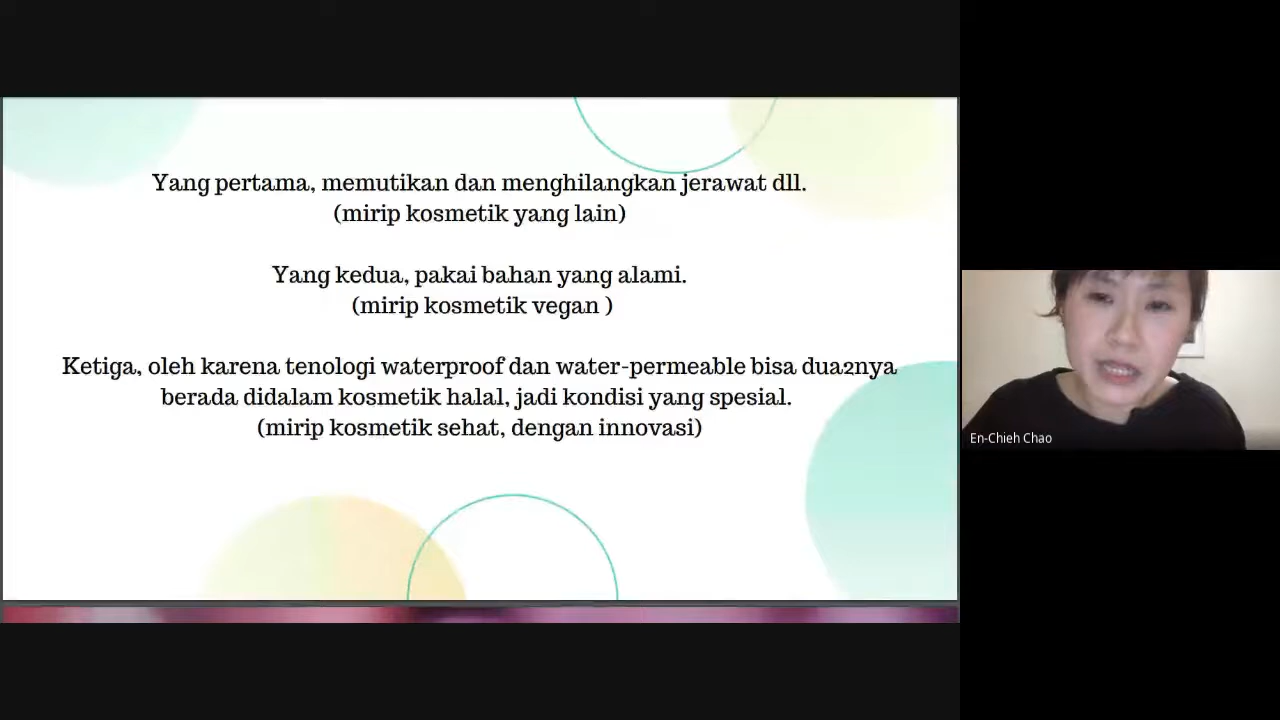 Yang pertama, memutikan dan menghilangkan jerawat dll.
(mirip kosmetik yang lain)
Yang kedua, pakai bahan yang alami.
(mirip kosmetik vegan )
Ketiga, oleh karena tenologi waterproof dan water-permeable bisa dua2nya
berada didalam kosmetik halal, jadi kondisi yang spesial.
(mirip kosmetik sehat, dengan innovasi)
En-Chieh Chao